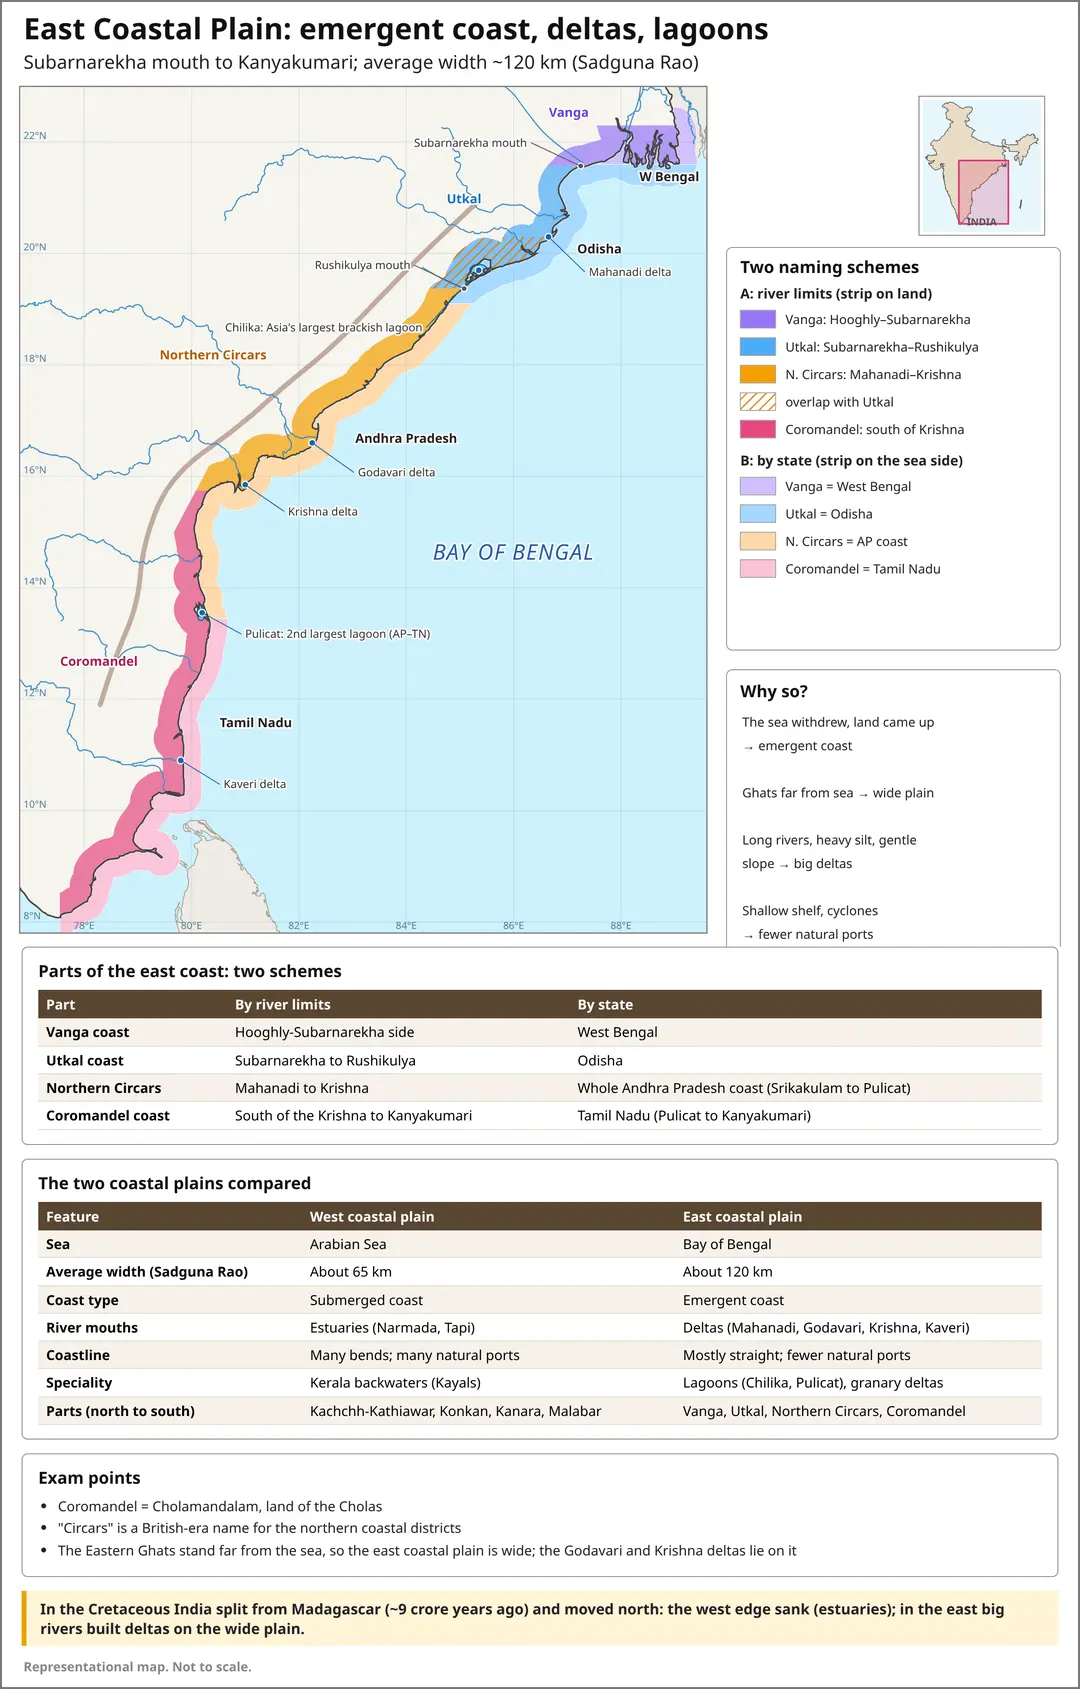 East Coastal Plain: emergent coast, deltas, lagoons
Subarnarekha mouth to Kanyakumari; average width ~120 km (Sadguna Rao)
Vanga
22°N
Subarnarekha mouth
W Bengal
Utkal
20°N
Odisha
Rushikulya mouth
Mahanadi delta
Chilika: Asia's largest brackish lagoon
18°N
Northern Circars
Andhra Pradesh
16°N
Godavari delta
Krishna delta
BAY OF BENGAL
14°N
Pulicat: 2nd largest lagoon (AP–TN)
Coromandel
12°N
Tamil Nadu
Kaveri delta
10°N
8°N
78°E
80°E
82°E
84°E
86°E
88°E
INDIA
Two naming schemes
A: river limits (strip on land)
Vanga: Hooghly–Subarnarekha
Utkal: Subarnarekha–Rushikulya
N. Circars: Mahanadi–Krishna
overlap with Utkal
Coromandel: south of Krishna
B: by state (strip on the sea side)
Vanga = West Bengal
Utkal = Odisha
N. Circars = AP coast
Coromandel = Tamil Nadu
Why so?
The sea withdrew, land came up
→ emergent coast
Ghats far from sea → wide plain
Long rivers, heavy silt, gentle
slope → big deltas
Shallow shelf, cyclones
→ fewer natural ports
Parts of the east coast: two schemes
Part By river limits By state
Vanga coast Hooghly-Subarnarekha side West Bengal
Utkal coast Subarnarekha to Rushikulya Odisha
Northern Circars Mahanadi to Krishna Whole Andhra Pradesh coast (Srikakulam to Pulicat)
Coromandel coast South of the Krishna to Kanyakumari Tamil Nadu (Pulicat to Kanyakumari)
The two coastal plains compared
Feature West coastal plain East coastal plain
Sea Arabian Sea Bay of Bengal
Average width (Sadguna Rao) About 65 km About 120 km
Coast type Submerged coast Emergent coast
River mouths Estuaries (Narmada, Tapi) Deltas (Mahanadi, Godavari, Krishna, Kaveri)
Coastline Many bends; many natural ports Mostly straight; fewer natural ports
Speciality Kerala backwaters (Kayals) Lagoons (Chilika, Pulicat), granary deltas
Parts (north to south) Kachchh-Kathiawar, Konkan, Kanara, Malabar Vanga, Utkal, Northern Circars, Coromandel
Exam points
• Coromandel = Cholamandalam, land of the Cholas
• "Circars" is a British-era name for the northern coastal districts
• The Eastern Ghats stand far from the sea, so the east coastal plain is wide; the Godavari and Krishna deltas lie on it
In the Cretaceous India split from Madagascar (~9 crore years ago) and moved north: the west edge sank (estuaries); in the east big
rivers built deltas on the wide plain.
Representational map. Not to scale.